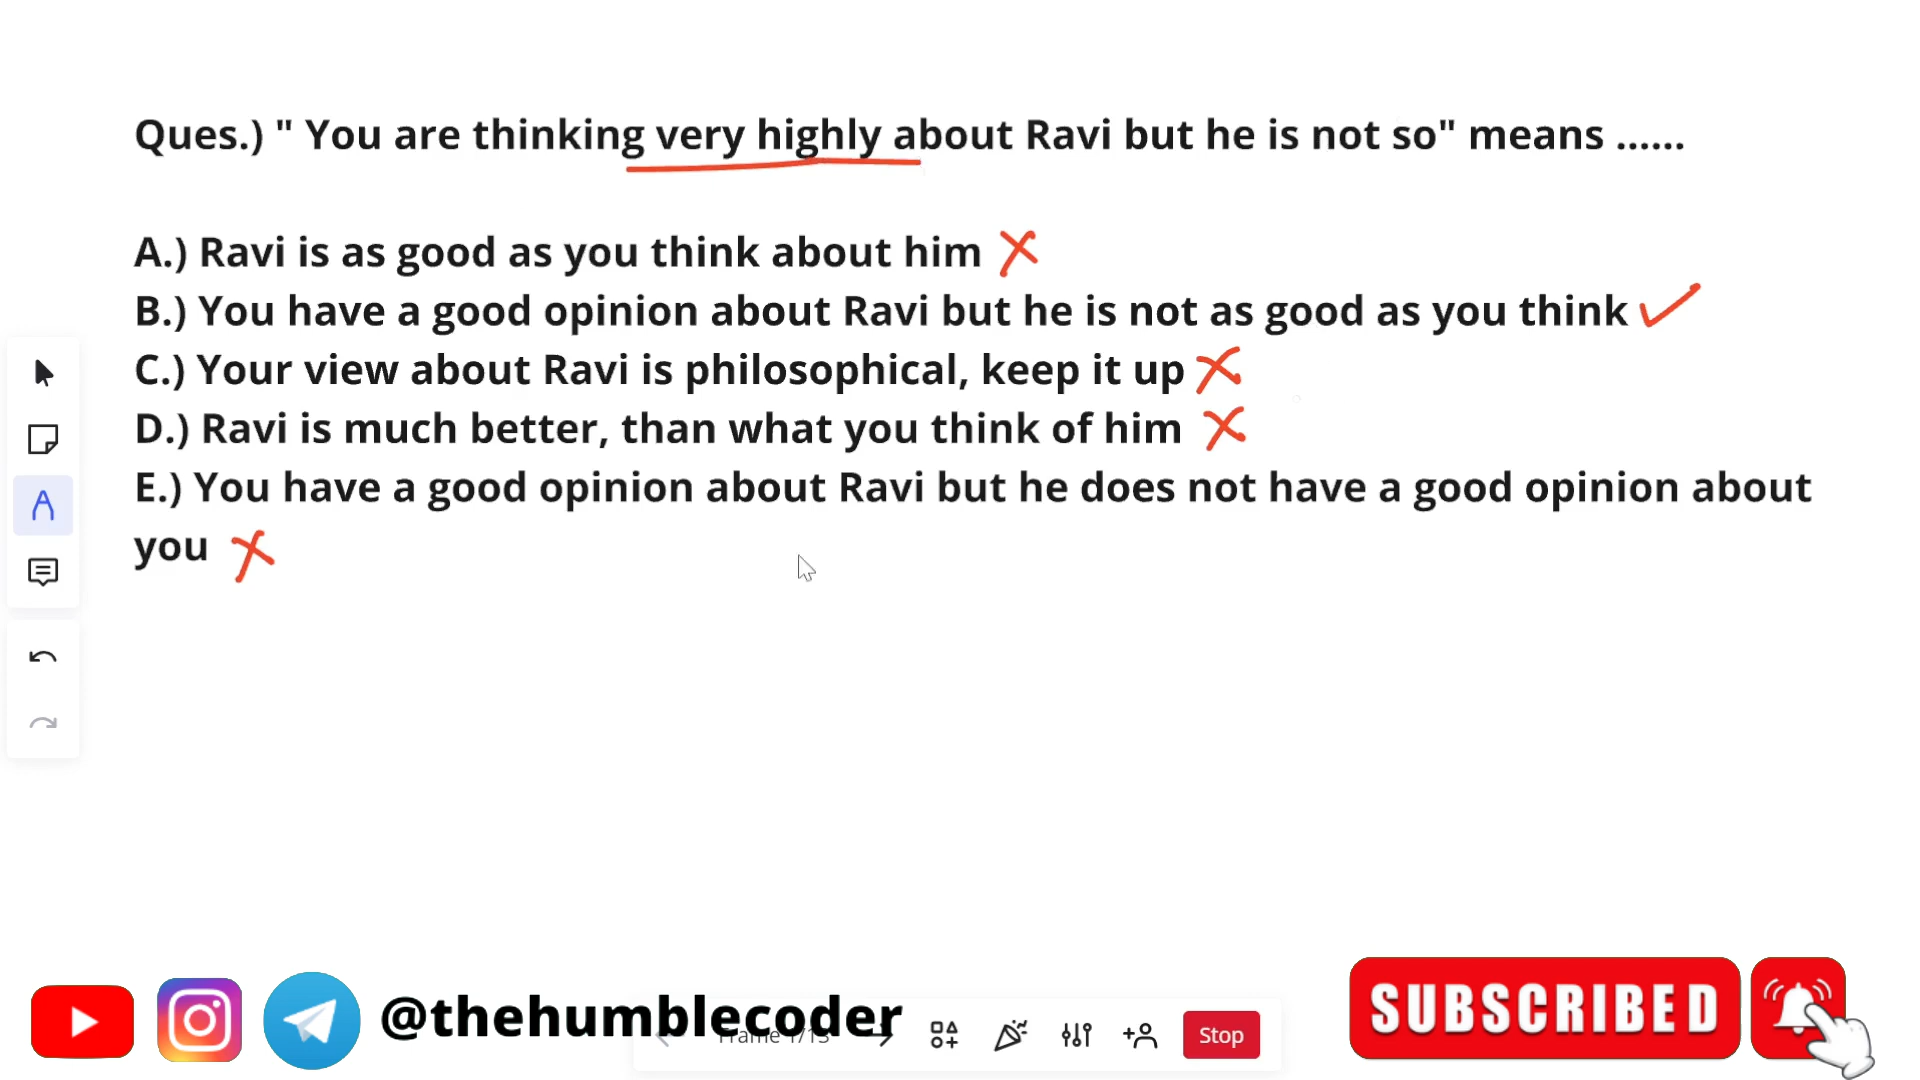 Ques.) " You are thinking very highly about Ravi but he is not so" means ......
A.) Ravi is as good as you think about him
B.) You have a good opinion about Ravi but he is not as good as you think
C.) Your view about Ravi is philosophical, keep it up
D.) Ravi is much better, than what you think of him
E.) You have a good opinion about Ravi but he does not have a good opinion about
you
@thehumblecoder
Stop
SUBSCRIBED